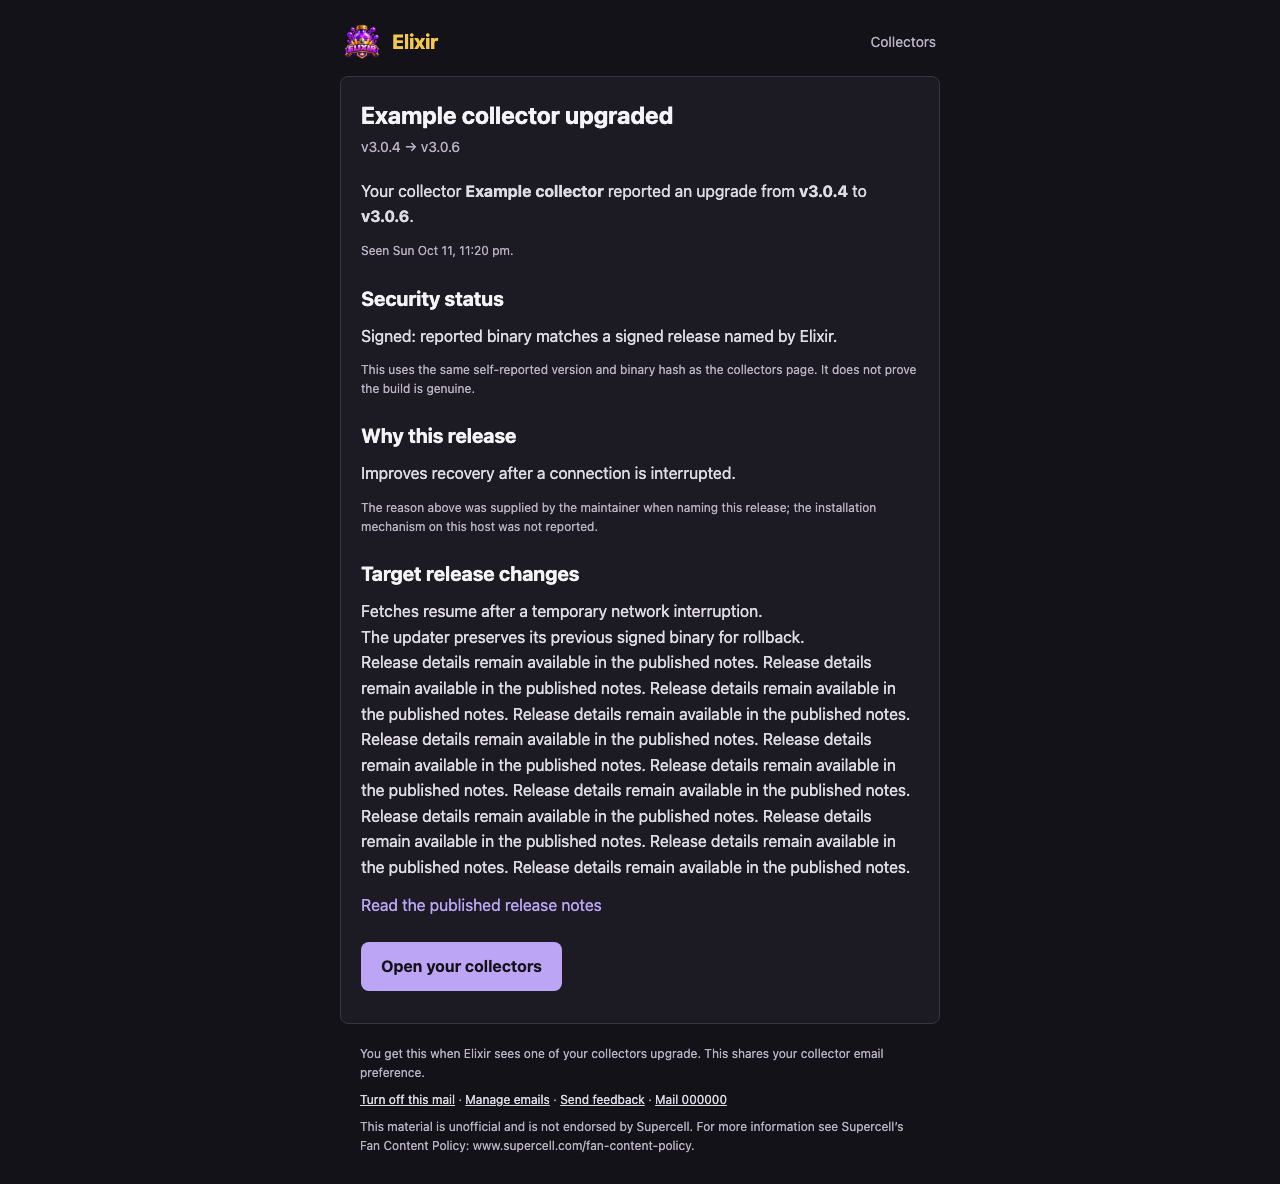 ELIXIR
Elixir
Collectors
Example collector upgraded
v3.0.4 → v3.0.6
Your collector Example collector reported an upgrade from v3.0.4 to
v3.0.6.
Seen Sun Oct 11, 11:20 pm.
Security status
Signed: reported binary matches a signed release named by Elixir.
This uses the same self-reported version and binary hash as the collectors page. It does not prove
the build is genuine.
Why this release
Improves recovery after a connection is interrupted.
The reason above was supplied by the maintainer when naming this release; the installation
mechanism on this host was not reported.
Target release changes
Fetches resume after a temporary network interruption.
The updater preserves its previous signed binary for rollback.
Release details remain available in the published notes. Release details
remain available in the published notes. Release details remain available in
the published notes. Release details remain available in the published notes.
Release details remain available in the published notes. Release details
remain available in the published notes. Release details remain available in
the published notes. Release details remain available in the published notes.
Release details remain available in the published notes. Release details
remain available in the published notes. Release details remain available in
the published notes. Release details remain available in the published notes.
Read the published release notes
Open your collectors
You get this when Elixir sees one of your collectors upgrade. This shares your collector email
preference.
Turn off this mail · Manage emails · Send feedback · Mail 000000
This material is unofficial and is not endorsed by Supercell. For more information see Supercell’s
Fan Content Policy: www.supercell.com/fan-content-policy.